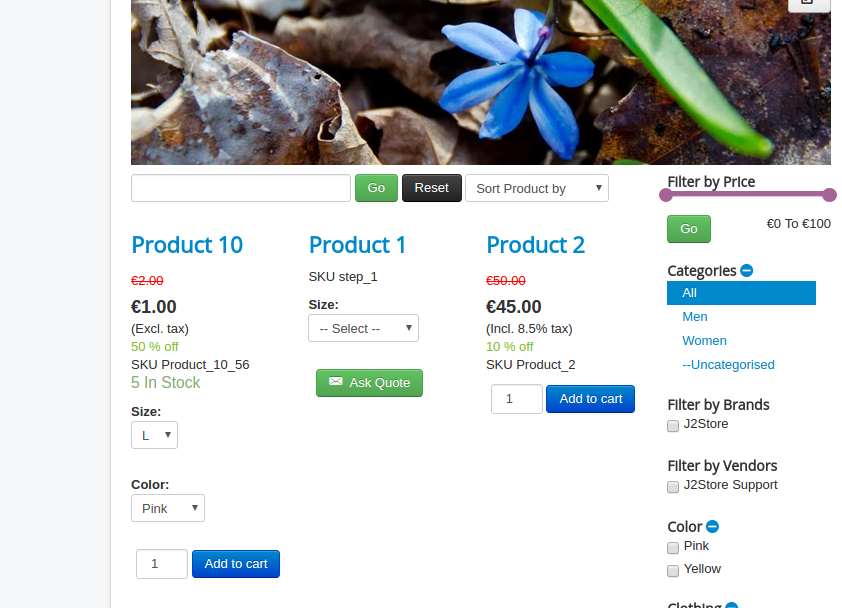 Go Reset Sort Product by
Product 10
€2.00
€1.00
(Excl. tax)
50 % off
SKU Product_10_56
5 In Stock
Size:
L
Color:
Pink
1 Add to cart
Product 1
SKU step_1
Size:
-- Select --
Ask Quote
Product 2
€50.00
€45.00
(Incl. 8.5% tax)
10 % off
SKU Product_2
1 Add to cart
Filter by Price
Go €0 To €100
Categories
All
Men
Women
--Uncategorised
Filter by Brands
J2Store
Filter by Vendors
J2Store Support
Color
Pink
Yellow
Clothing